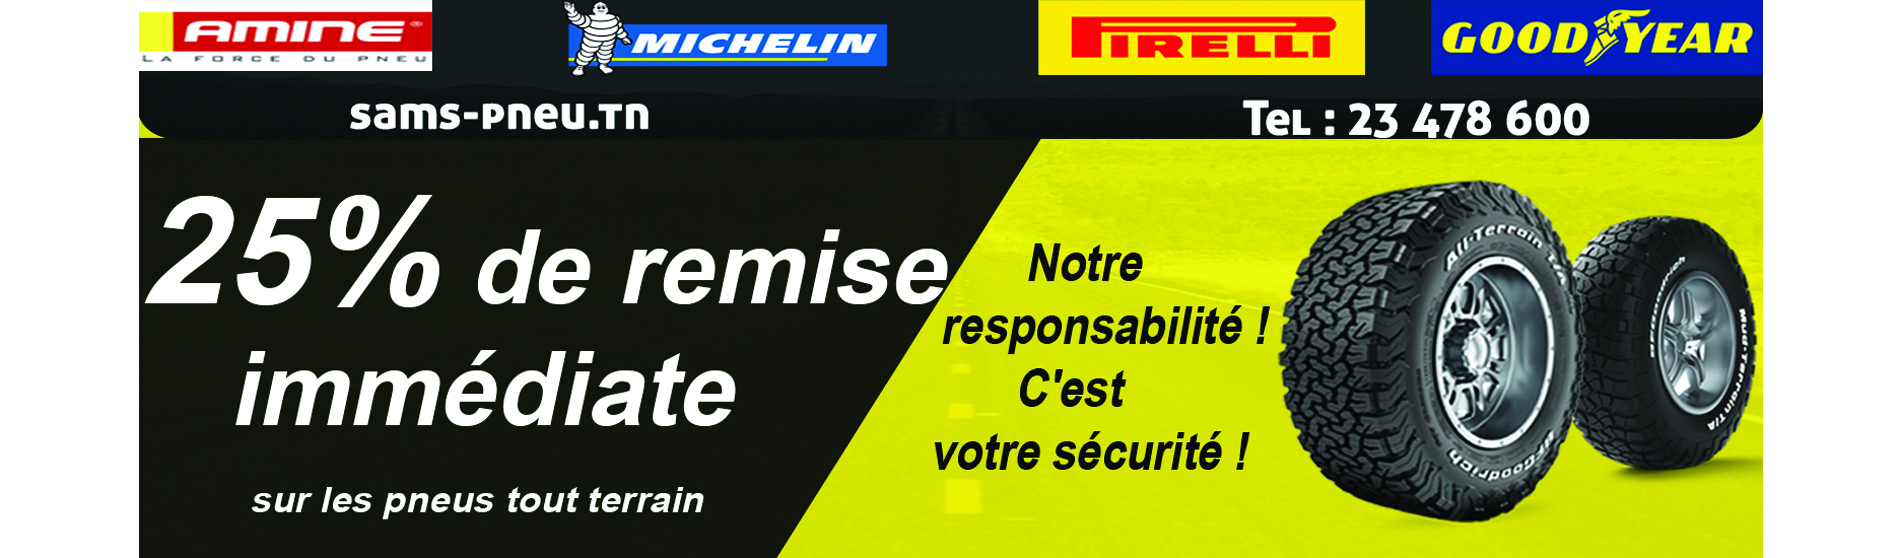 AMINE®
LA FORCE DU PNEU
MICHELIN
PIRELLI
GOODYEAR
sams-pneu.tn
Tel : 23 478 600
25% de remise
immédiate
sur les pneus tout terrain
Notre
responsabilité !
C'est
votre sécurité !
All-Terrain T/A
BFGoodrich
BFGoodrich
Mud-Terrain T/A